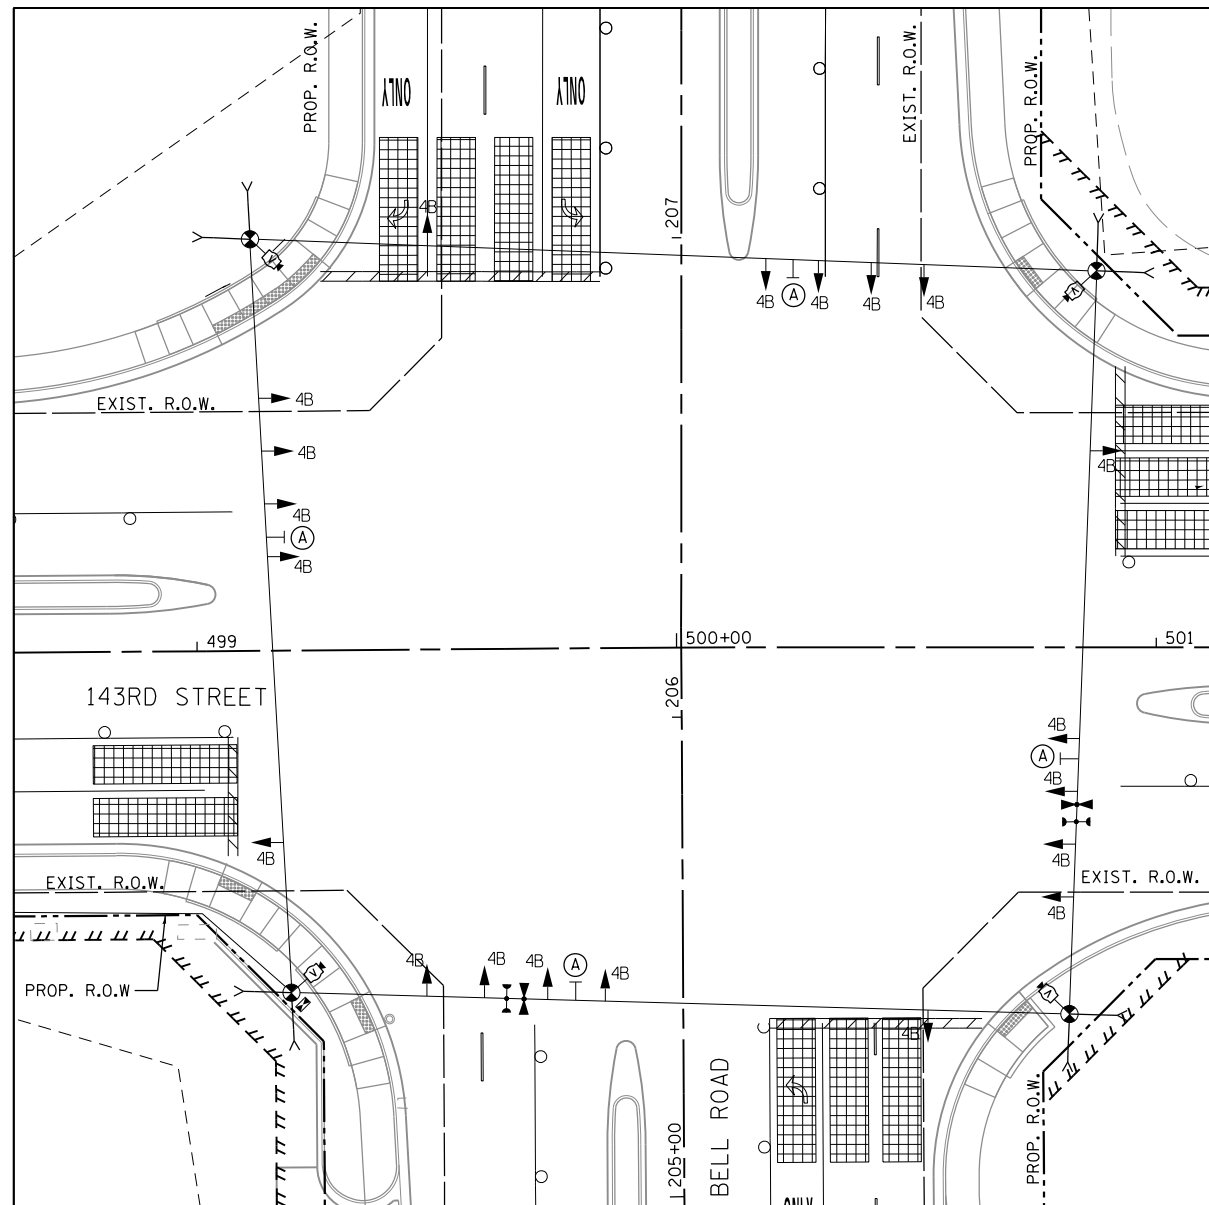 PROP. R.O.W.
ONLY
ONLY
EXIST. R.O.W.
PROP. R.O.W.
207
4B
4B
A
4B
4B
4B
EXIST. R.O.W.
4B
4B
4B
A
4B
4B
499
500+00
501
143RD STREET
206
4B
A
4B
4B
4B
4B
EXIST. R.O.W.
EXIST. R.O.W.
PROP. R.O.W
4B
4B
4B
A
4B
4B
205+00
BELL ROAD
PROP. R.O.W.
ONLY